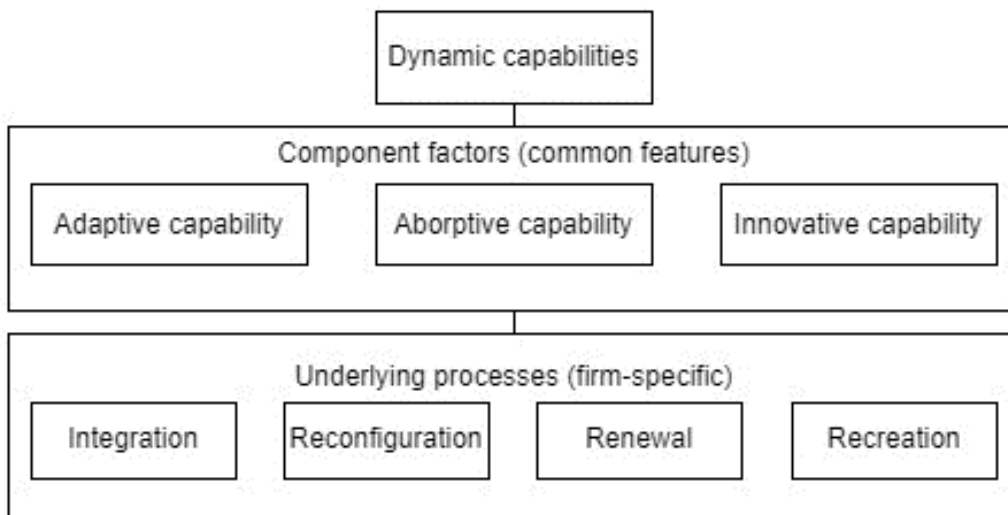 Dynamic capabilities
Component factors (common features)
Adaptive capability
Aborptive capability
Innovative capability
Underlying processes (firm-specific)
Integration
Reconfiguration
Renewal
Recreation